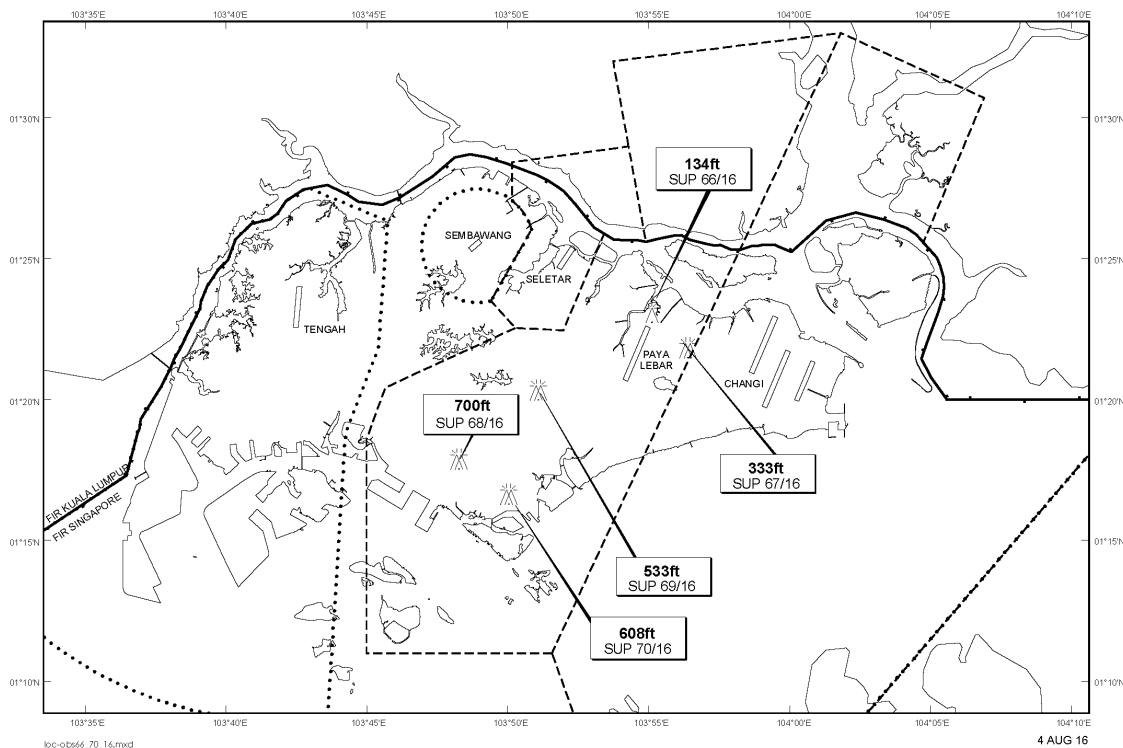 103°35'E 103°40'E 103°45'E 103°50'E 103°55'E 104°00'E 104°05'E 104°10'E
01°30'N 01°30'N
134ft
SUP 66/16
SEMBAWANG
01°25'N 01°25'N
SELETAR
TENGAH
PAYA
LEBAR
CHANGI
01°20'N 01°20'N
700ft
SUP 68/16
333ft
SUP 67/16
FIR KUALA LUMPUR
FIR SINGAPORE
01°15'N 01°15'N
533ft
SUP 69/16
608ft
SUP 70/16
01°10'N 01°10'N
103°35'E 103°40'E 103°45'E 103°50'E 103°55'E 104°00'E 104°05'E 104°10'E
loc-obs66_70_16.mxd
4 AUG 16